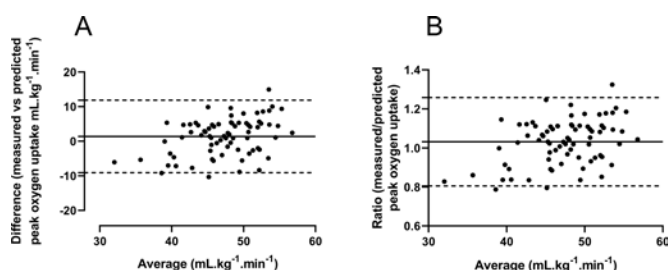 A
Difference (measured vs predicted
peak oxygen uptake mL.kg⁻¹.min⁻¹)
20
10
0
-10
-20
30
40
50
60
Average (mL.kg⁻¹.min⁻¹)
B
Ratio (measured/predicted
peak oxygen uptake)
1.4
1.2
1.0
0.8
0.6
30
40
50
60
Average (mL.kg⁻¹.min⁻¹)